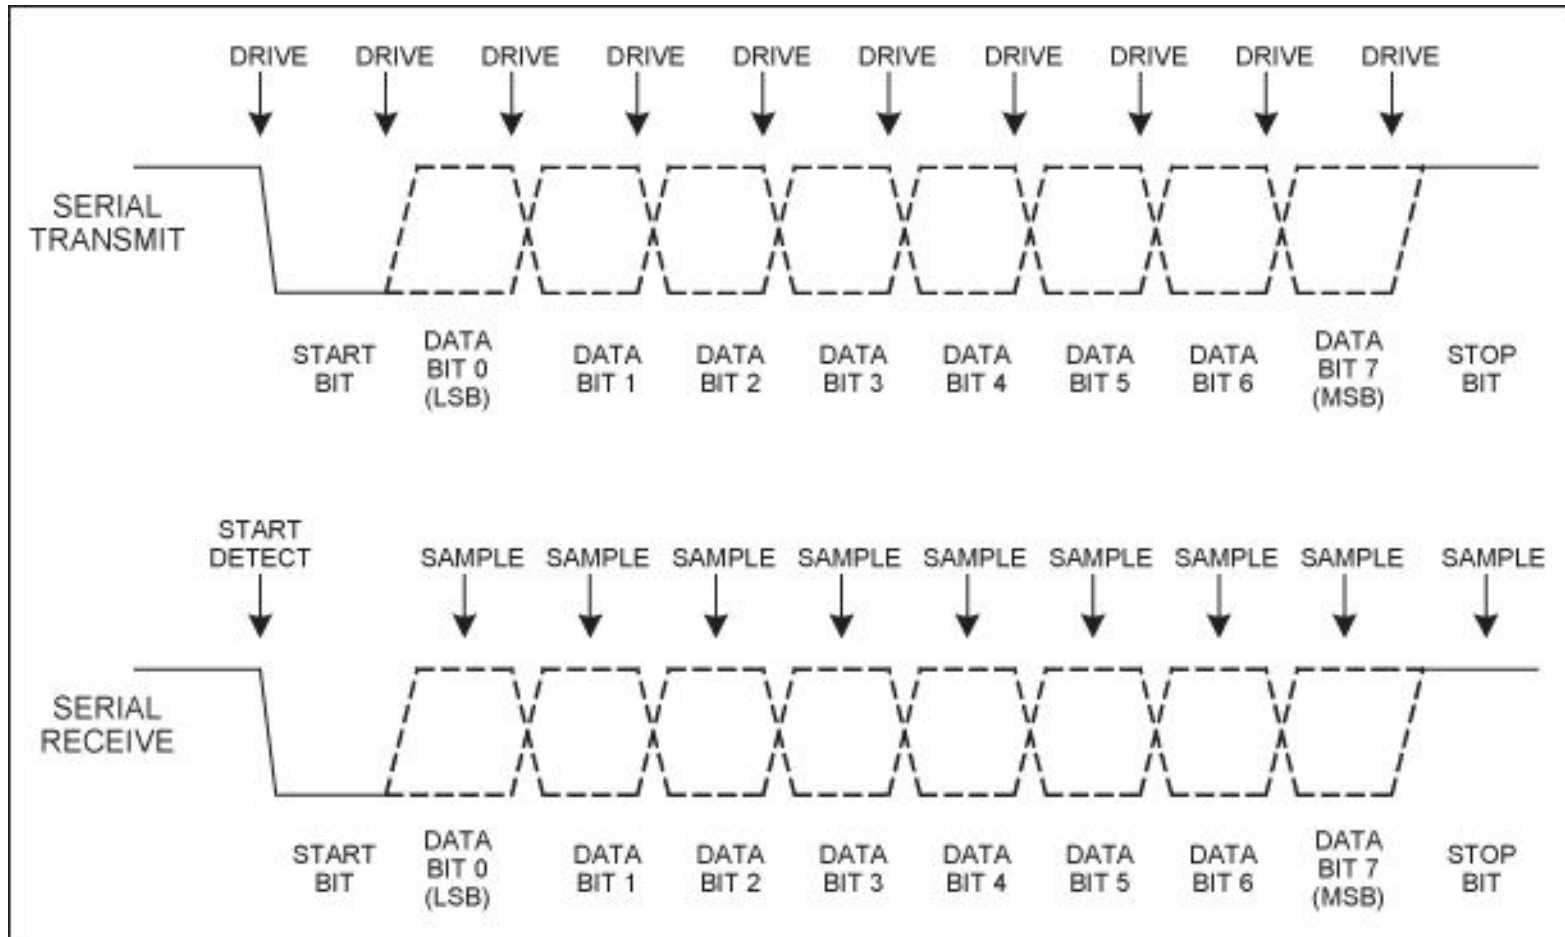 DRIVE DRIVE DRIVE DRIVE DRIVE DRIVE DRIVE DRIVE DRIVE DRIVE
SERIAL
TRANSMIT
START
BIT
DATA
BIT 0
(LSB)
DATA
BIT 1
DATA
BIT 2
DATA
BIT 3
DATA
BIT 4
DATA
BIT 5
DATA
BIT 6
DATA
BIT 7
(MSB)
STOP
BIT
START
DETECT
SAMPLE SAMPLE SAMPLE SAMPLE SAMPLE SAMPLE SAMPLE SAMPLE SAMPLE
SERIAL
RECEIVE
START
BIT
DATA
BIT 0
(LSB)
DATA
BIT 1
DATA
BIT 2
DATA
BIT 3
DATA
BIT 4
DATA
BIT 5
DATA
BIT 6
DATA
BIT 7
(MSB)
STOP
BIT